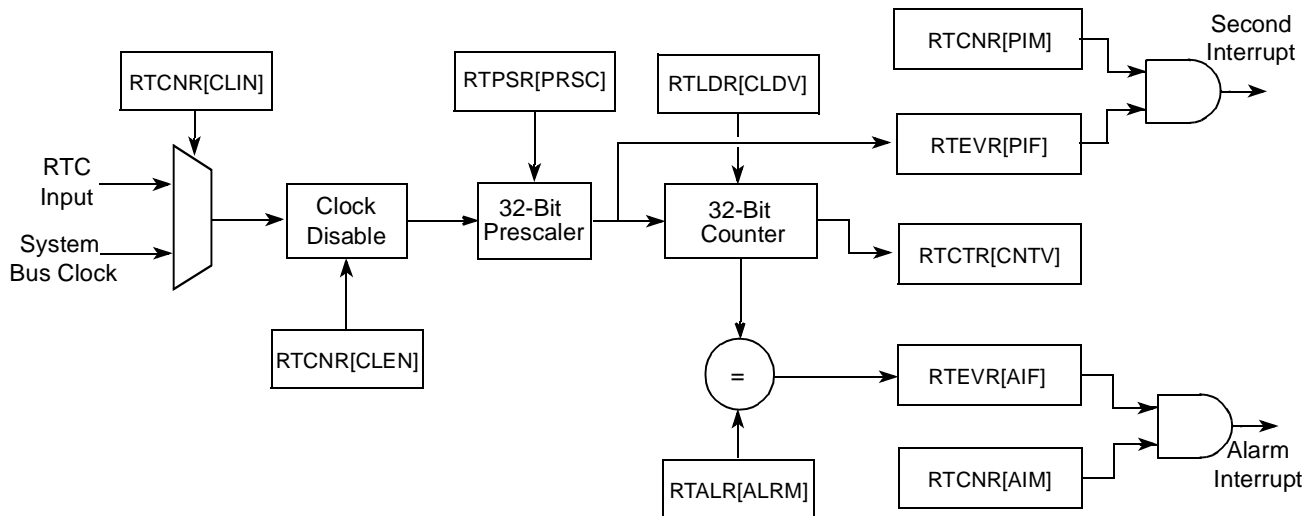 Second
Interrupt
RTCNR[PIM]
RTCNR[CLIN]
RTPSR[PRSC]
RTLDR[CLDV]
RTEVR[PIF]
RTC
Input
Clock
Disable
32-Bit
Prescaler
32-Bit
Counter
System
Bus Clock
RTCTR[CNTV]
RTCNR[CLEN]
=
RTEVR[AIF]
RTALR[ALRM]
RTCNR[AIM]
Alarm
Interrupt